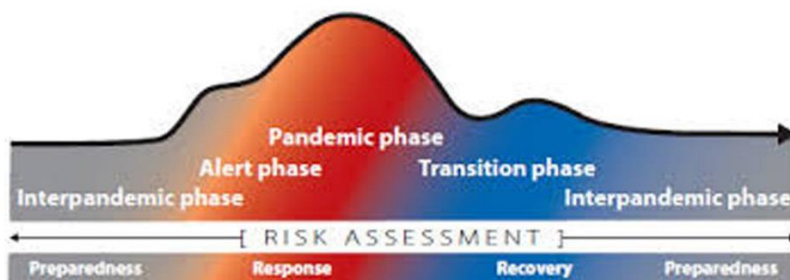 Pandemic phase
Alert phase Transition phase
Interpandemic phase Interpandemic phase
[ RISK ASSESSMENT ]
Preparedness Response Recovery Preparedness